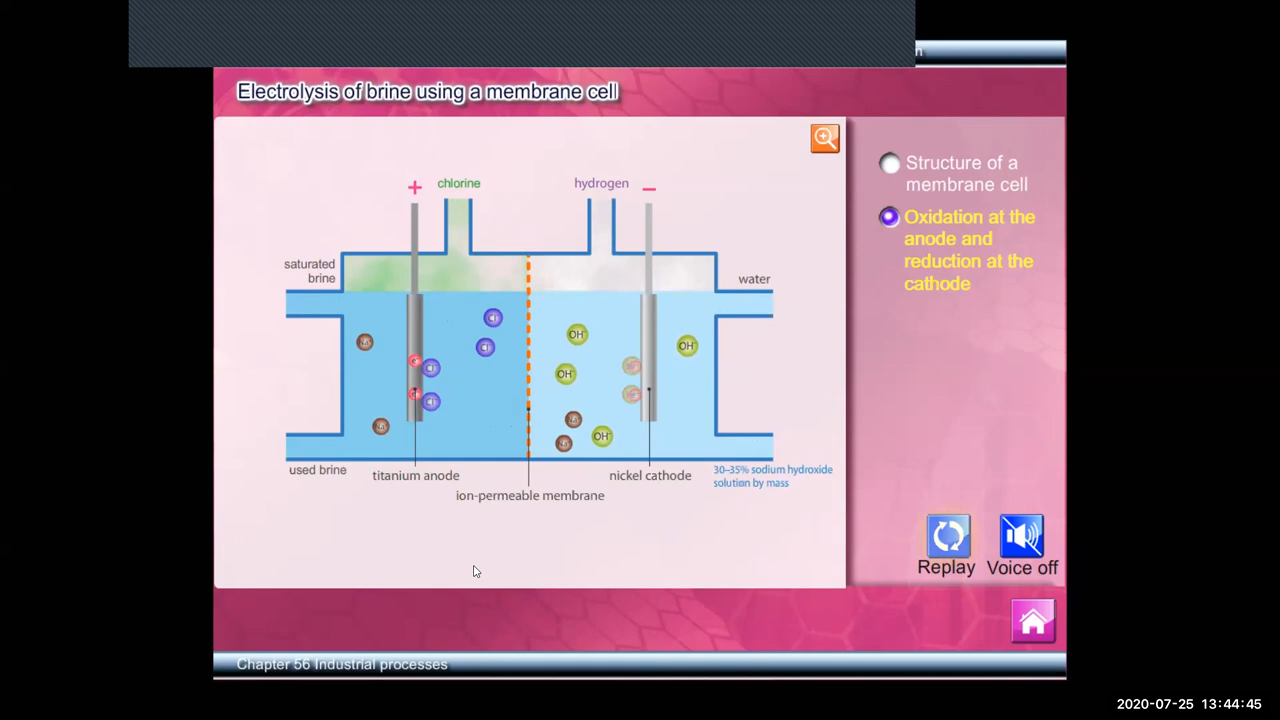 n
Electrolysis of brine using a membrane cell
Structure of a
membrane cell
Oxidation at the
anode and
reduction at the
cathode
+
chlorine
hydrogen
−
saturated
brine
water
OH⁻
OH⁻
OH⁻
OH⁻
used brine
titanium anode
ion-permeable membrane
nickel cathode
30–35% sodium hydroxide
solution by mass
Replay
Voice off
Chapter 56 Industrial processes
2020-07-25 13:44:45